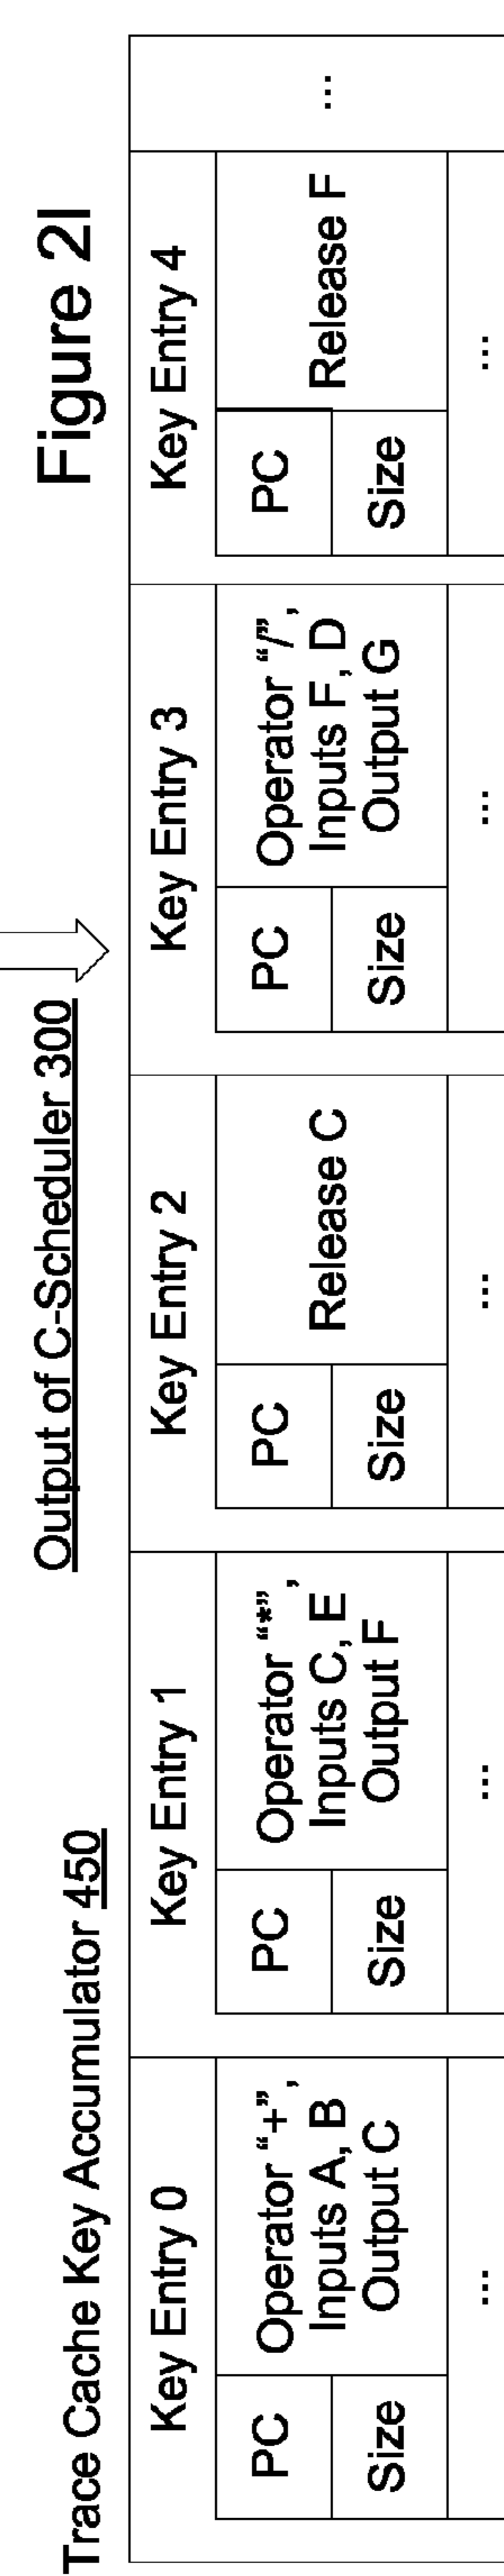 Figure 2I
Output of C-Scheduler 300
Trace Cache Key Accumulator 450
Key Entry 0
PC
Size
Operator “+”,
Inputs A, B
Output C
...
Key Entry 1
PC
Size
Operator “*”,
Inputs C, E
Output F
...
Key Entry 2
PC
Size
Release C
...
Key Entry 3
PC
Size
Operator “/”,
Inputs F, D
Output G
...
Key Entry 4
PC
Size
Release F
...
...